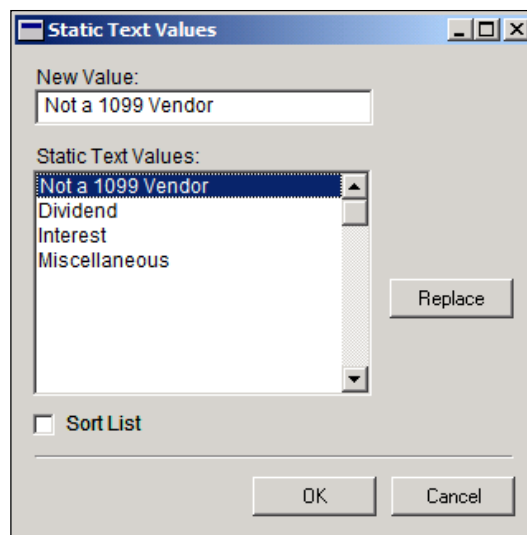 Static Text Values
New Value:
Not a 1099 Vendor
Static Text Values:
Not a 1099 Vendor
Dividend
Interest
Miscellaneous
Replace
Sort List
OK
Cancel